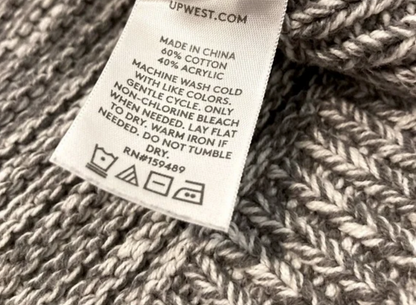 UPWEST.COM
MADE IN CHINA
60% COTTON
40% ACRYLIC
MACHINE WASH COLD
WITH LIKE COLORS.
GENTLE CYCLE. ONLY
NON-CHLORINE BLEACH
WHEN NEEDED. LAY FLAT
TO DRY. WARM IRON IF
NEEDED. DO NOT TUMBLE
DRY.
RN#159489